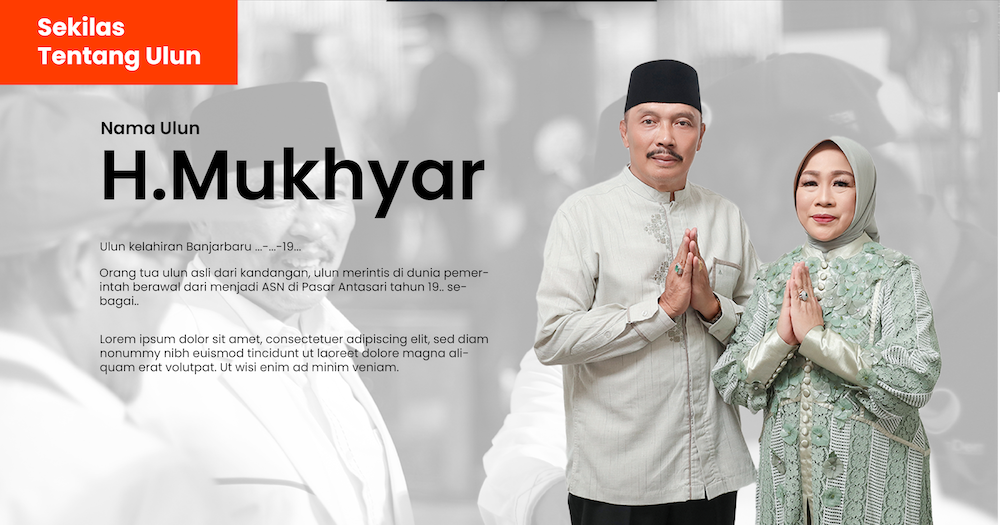 Sekilas
Tentang Ulun
Nama Ulun
H.Mukhyar
Ulun kelahiran Banjarbaru ...-...-19...
Orang tua ulun asli dari kandangan, ulun merintis di dunia pemer-
intah berawal dari menjadi ASN di Pasar Antasari tahun 19.. se-
bagai..
Lorem ipsum dolor sit amet, consectetuer adipiscing elit, sed diam
nonummy nibh euismod tincidunt ut laoreet dolore magna ali-
quam erat volutpat. Ut wisi enim ad minim veniam.